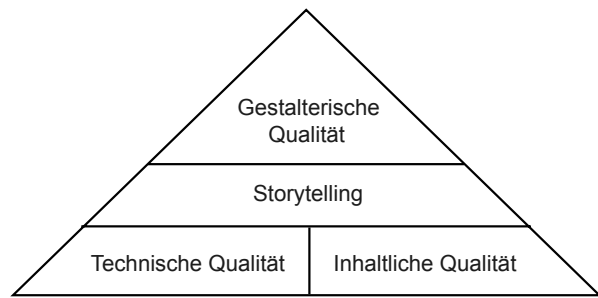 Gestalterische
Qualität
Storytelling
Technische Qualität
Inhaltliche Qualität